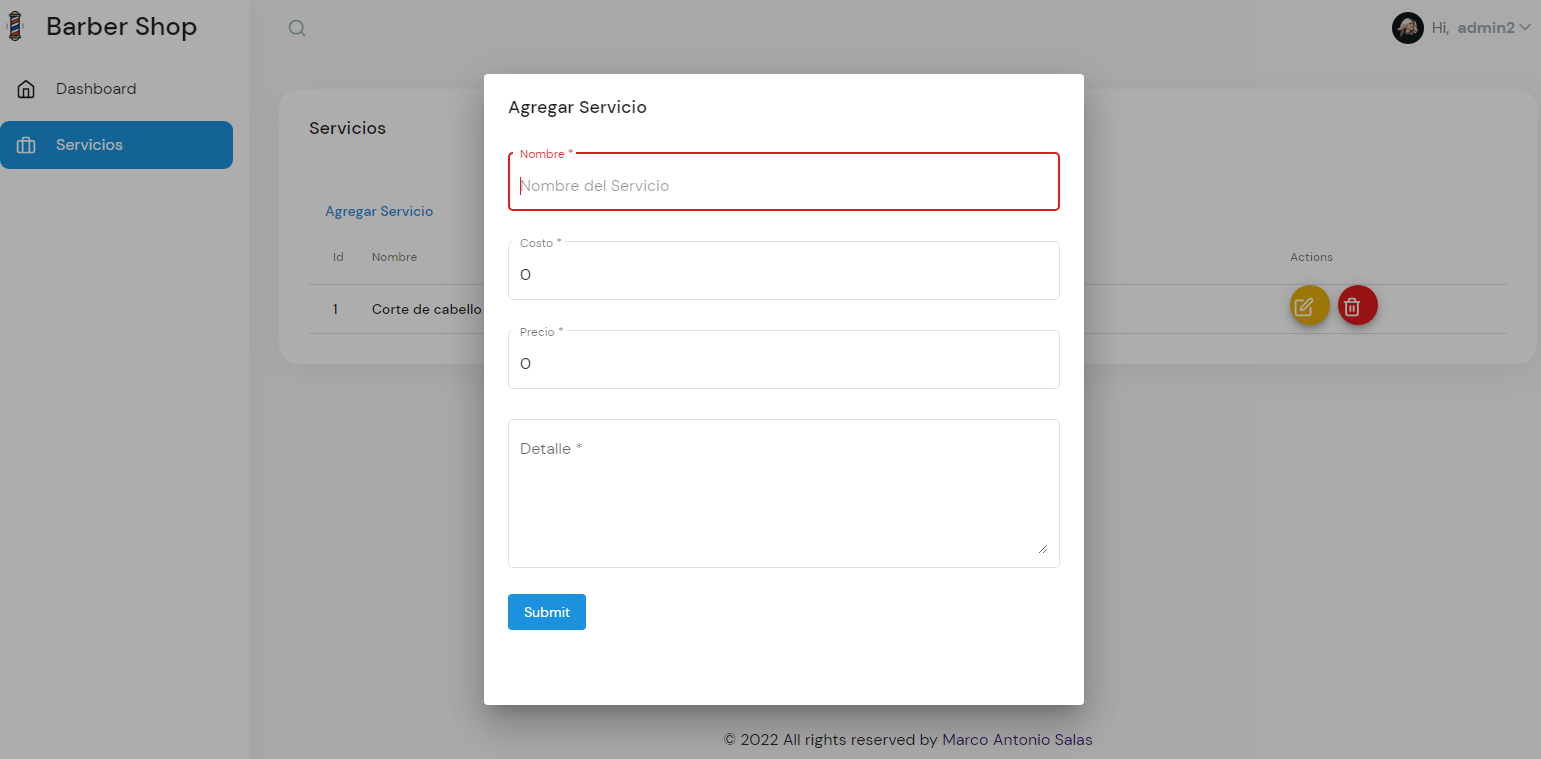 Barber Shop
Hi, admin2
Dashboard
Servicios
Servicios
Agregar Servicio
Id Nombre Actions
1 Corte de cabello
Agregar Servicio
Nombre *
Nombre del Servicio
Costo *
0
Precio *
0
Detalle *
Submit
© 2022 All rights reserved by Marco Antonio Salas